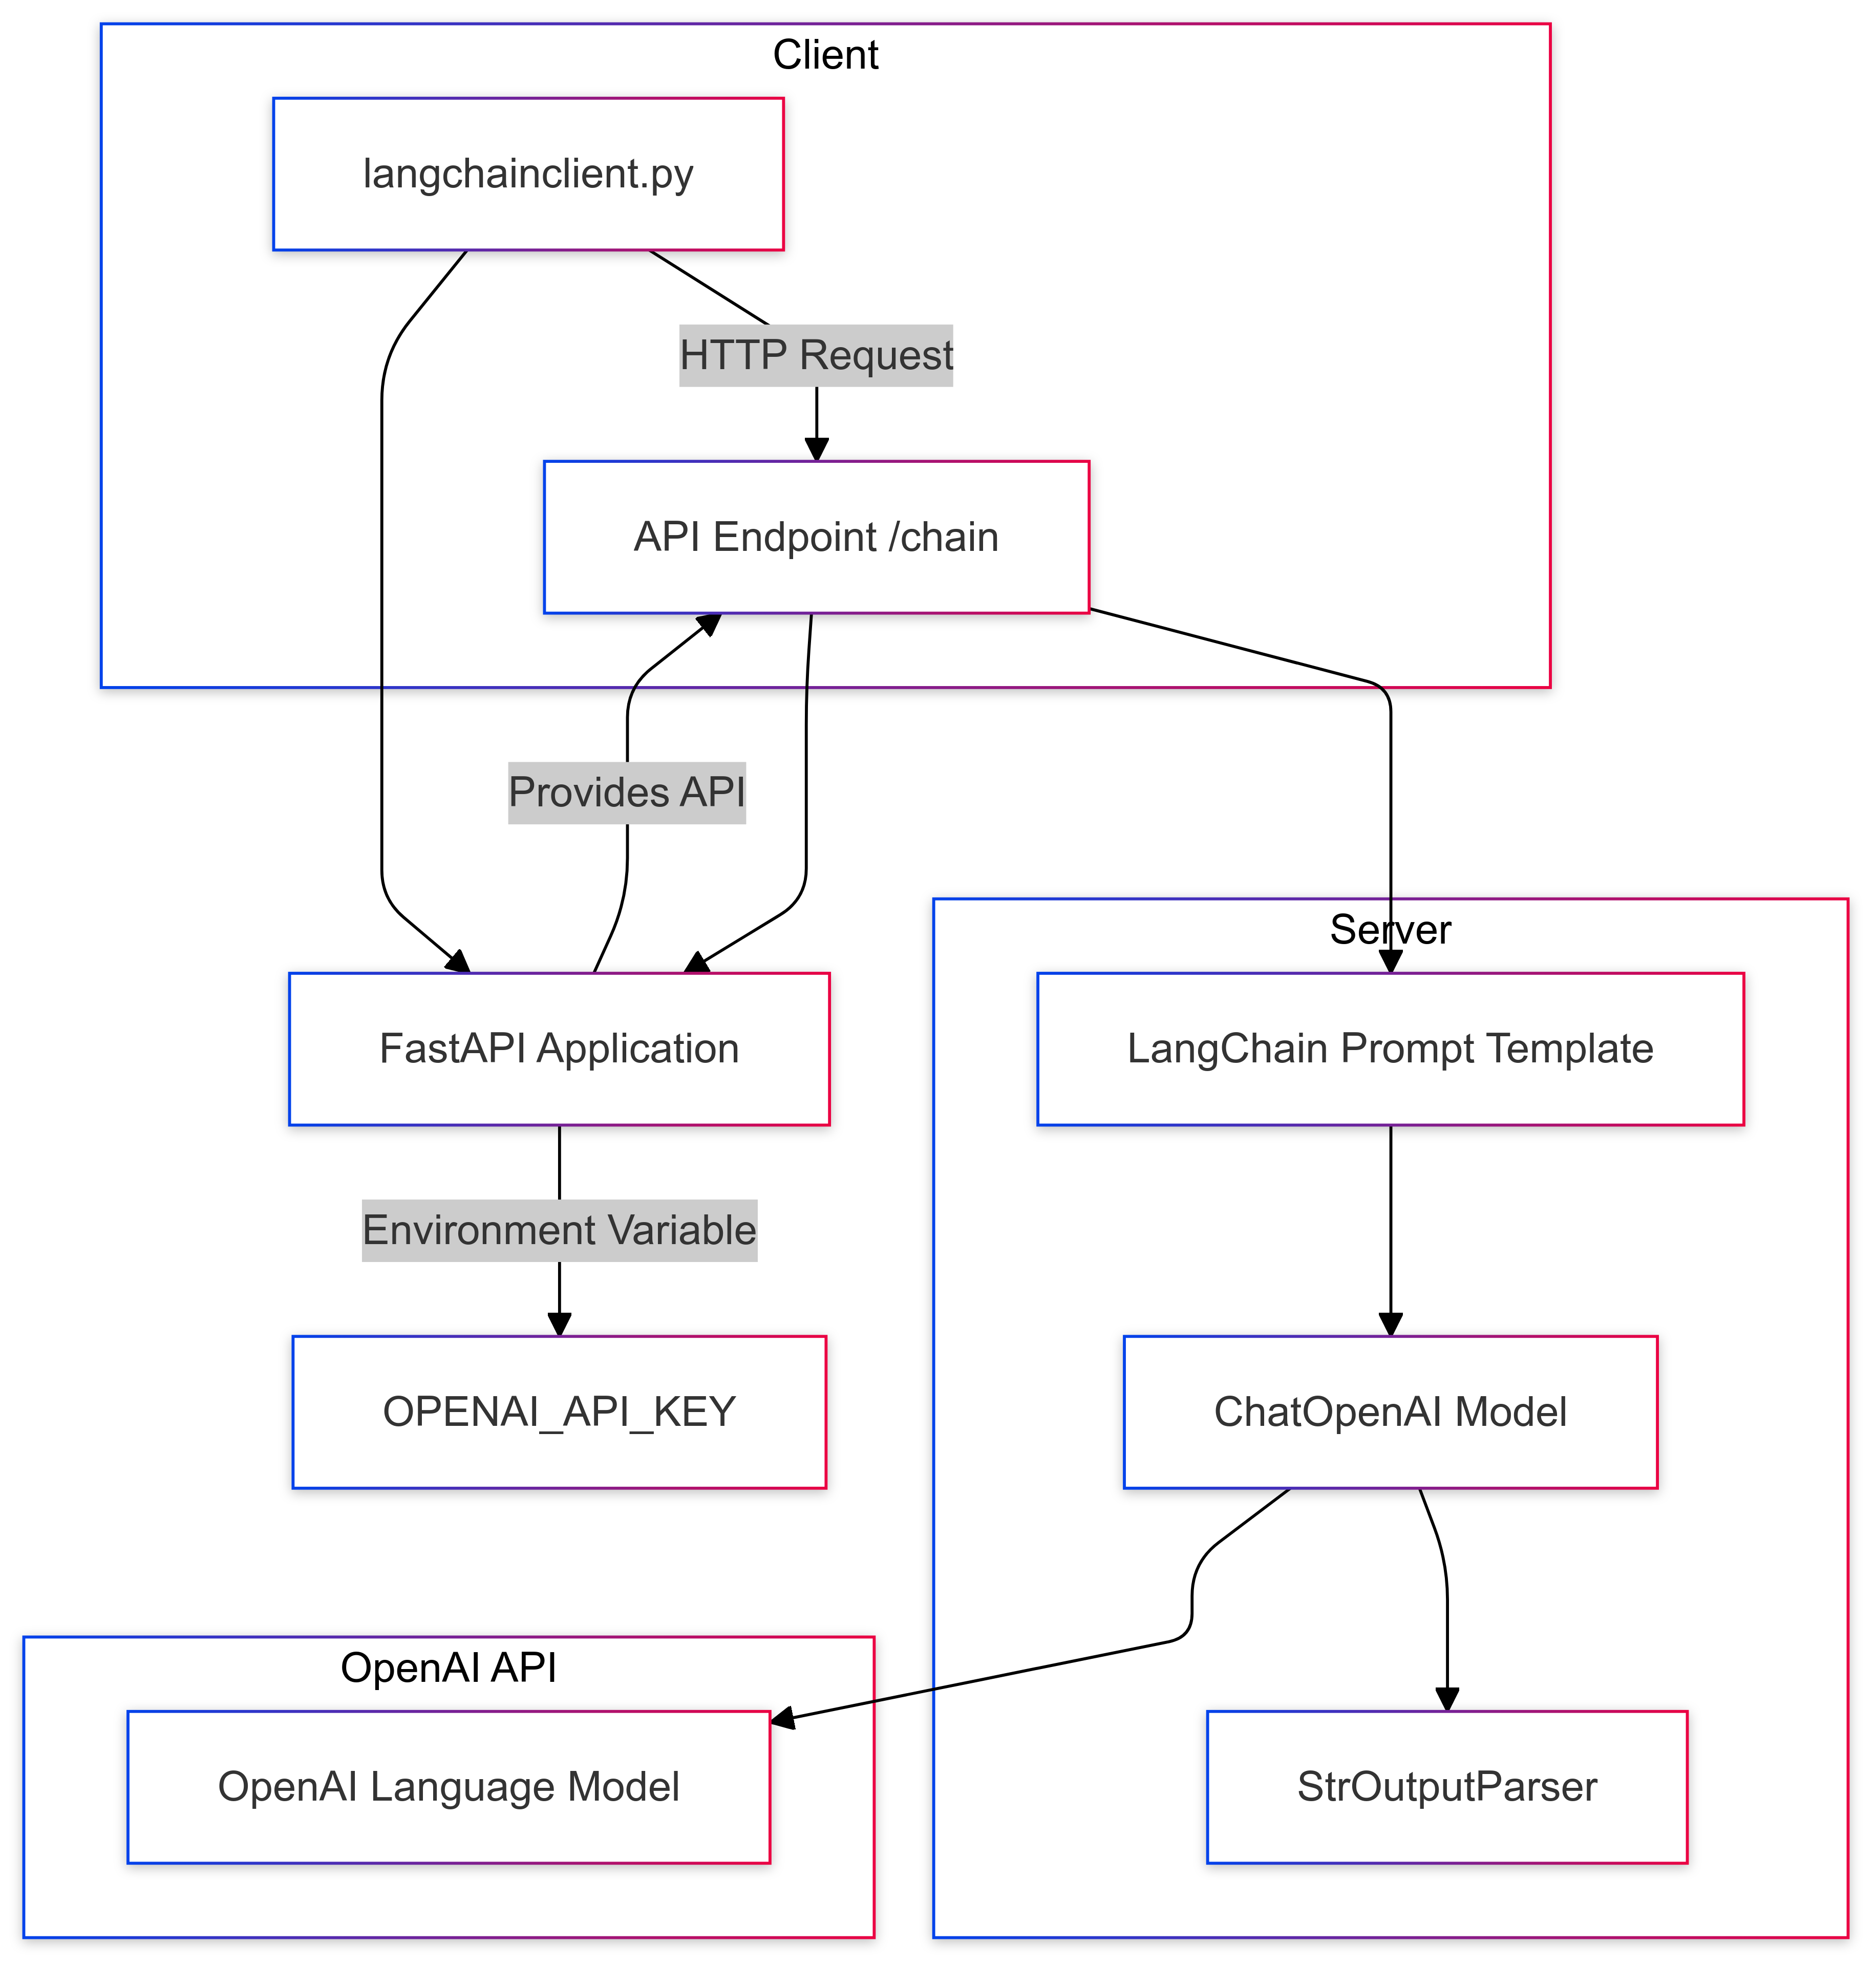 Client
langchainclient.py
HTTP Request
API Endpoint /chain
Provides API
Server
FastAPI Application
LangChain Prompt Template
Environment Variable
OPENAI_API_KEY
ChatOpenAI Model
OpenAI API
OpenAI Language Model
StrOutputParser